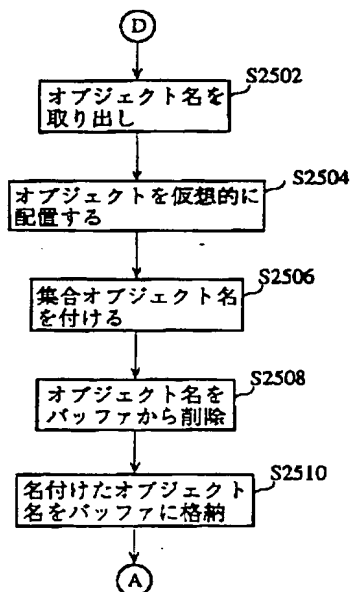 D
S2502
オブジェクト名を
取り出し
S2504
オブジェクトを仮想的に
配置する
S2506
集合オブジェクト名
を付ける
S2508
オブジェクト名を
バッファから削除
S2510
名付けたオブジェクト
名をバッファに格納
A